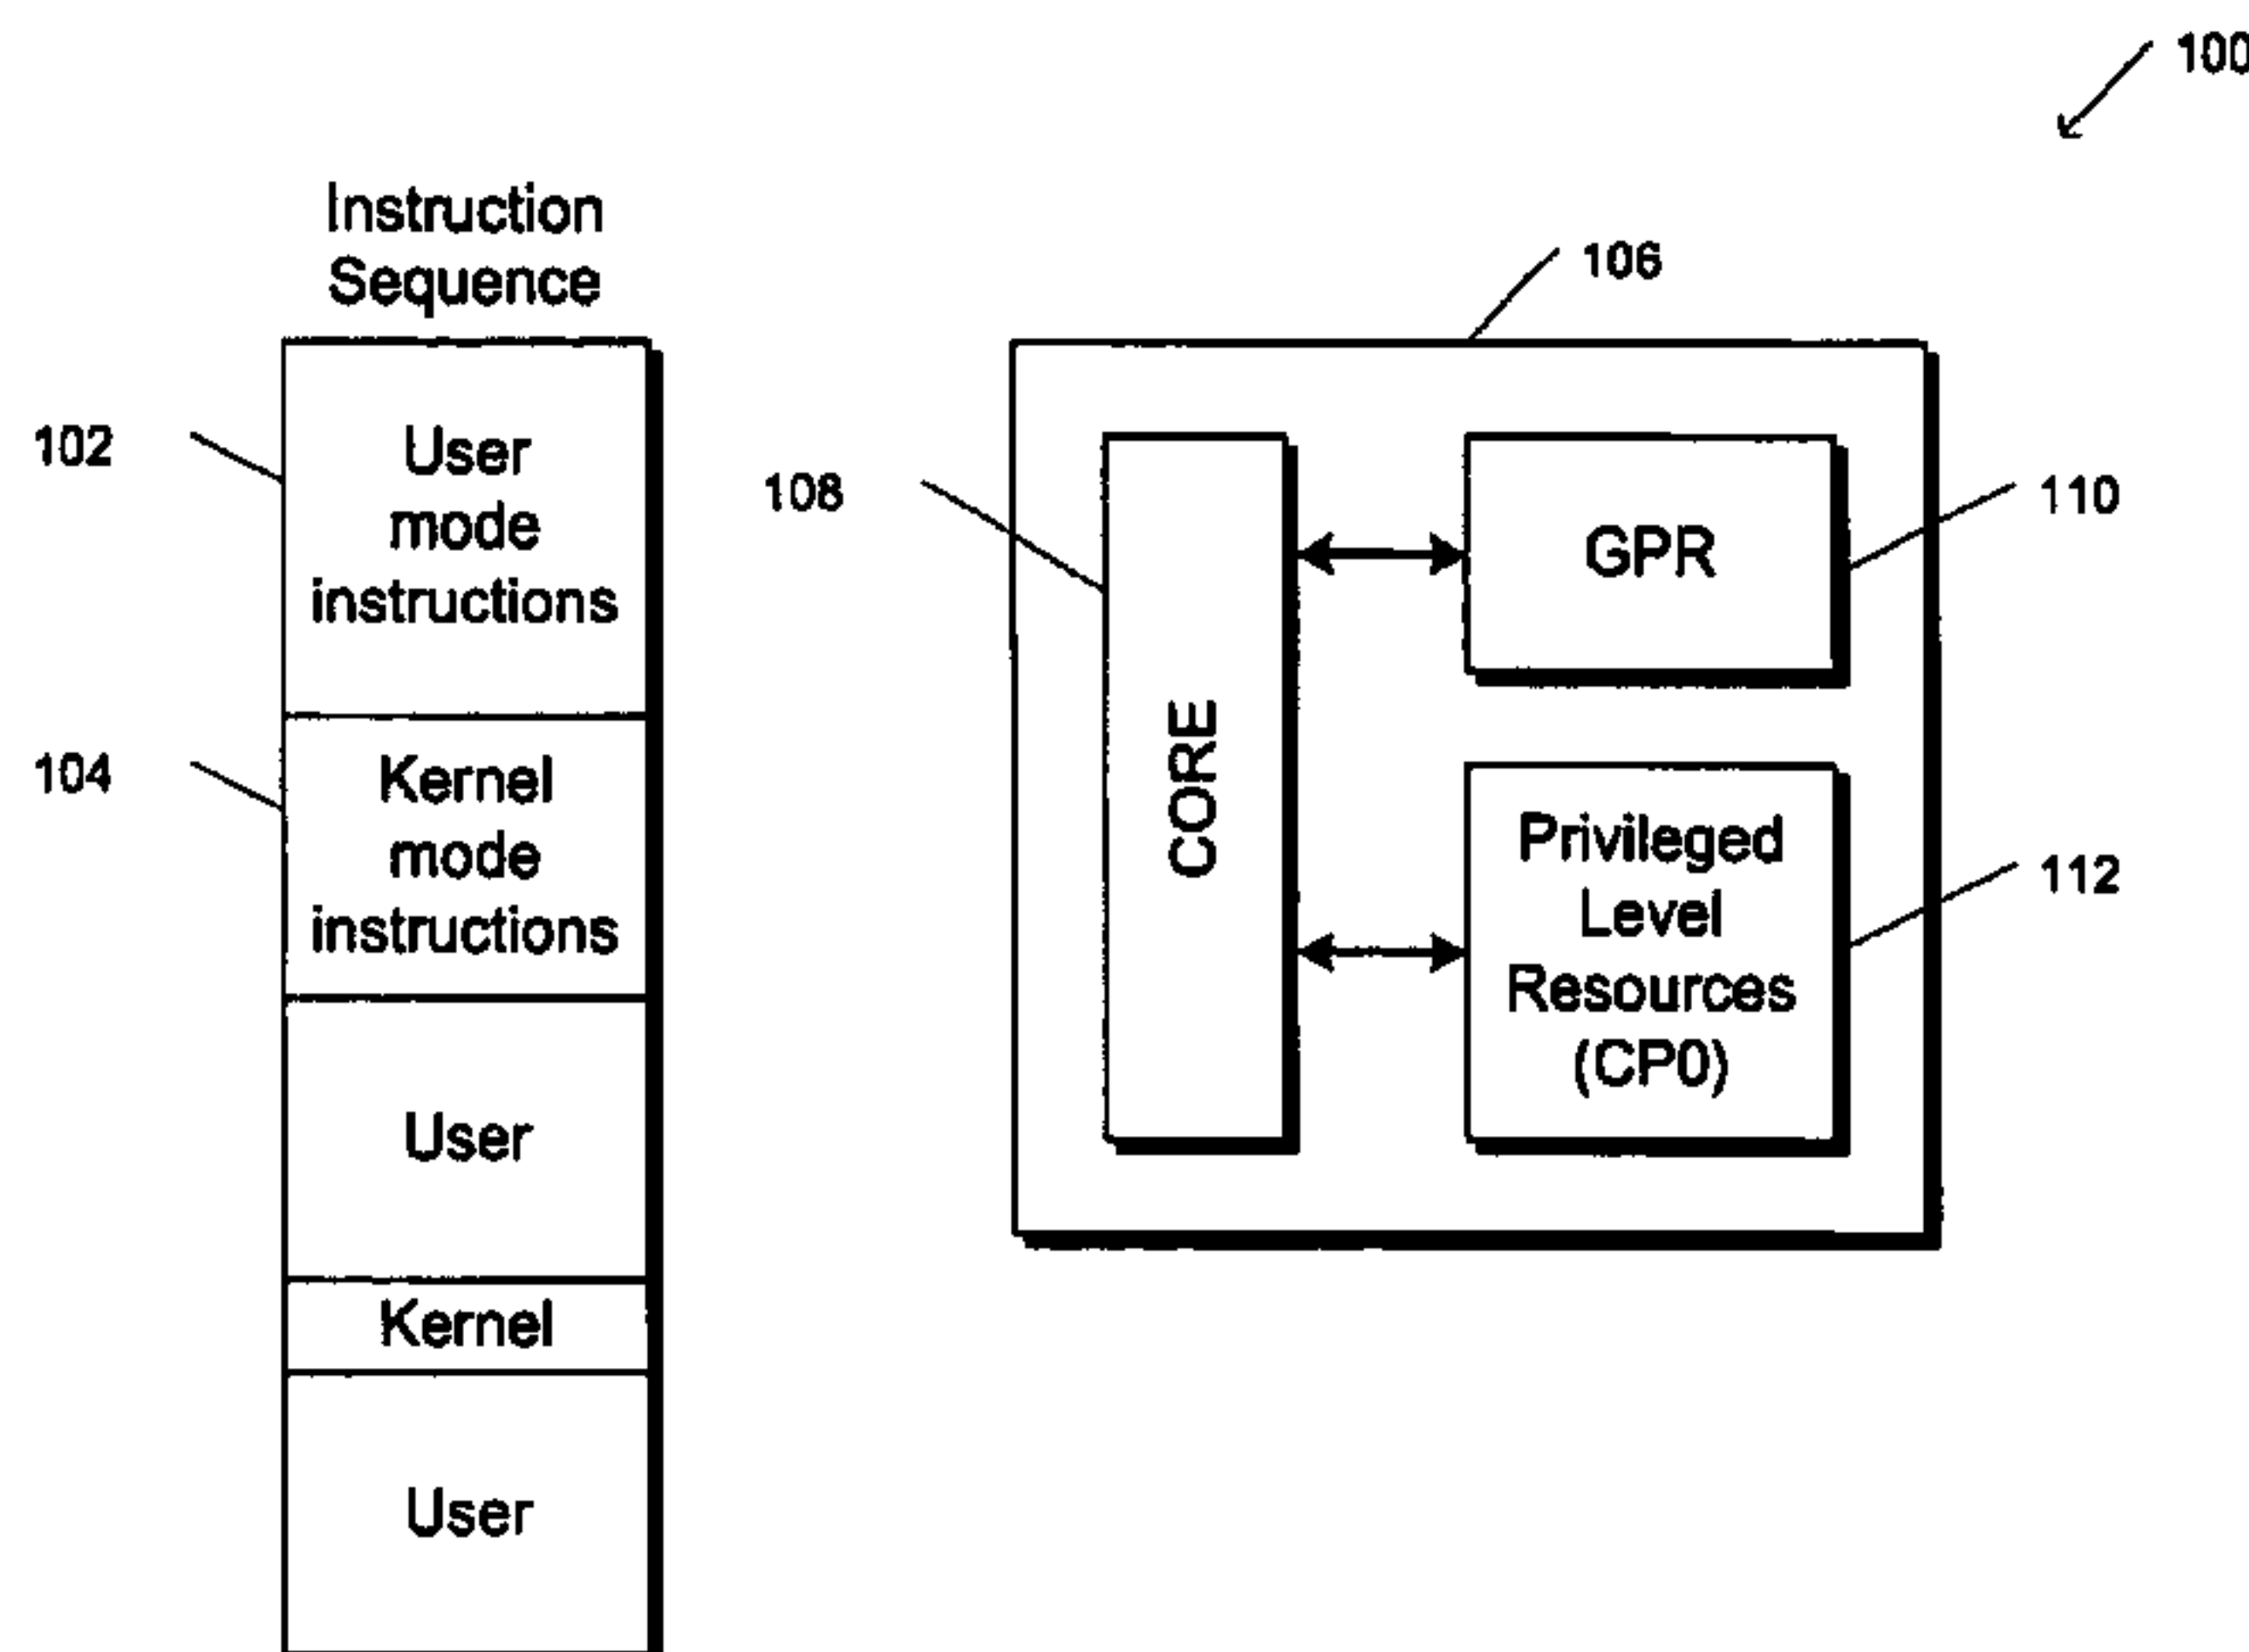 100
Instruction
Sequence
106
102
User
mode
instructions
108
GPR
110
104
Kernel
mode
instructions
CORE
Privileged
Level
Resources
(CP0)
112
User
Kernel
User